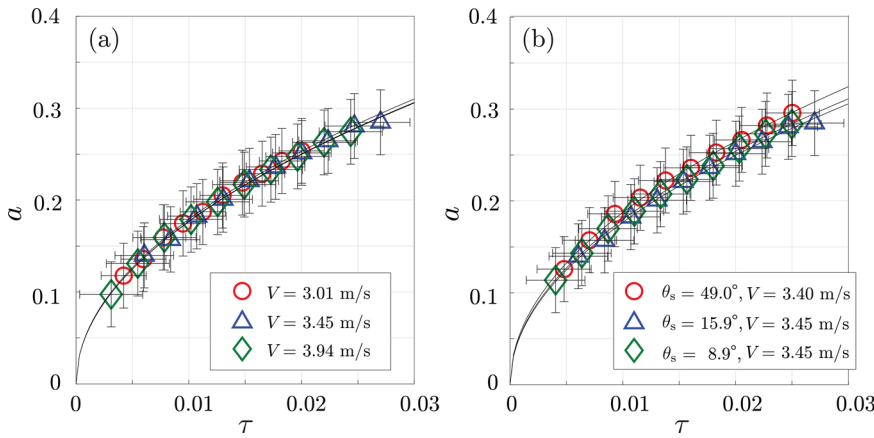 (a)
0.4
0.3
0.2
0.1
0
a
0.01
0.02
0.03
τ
V = 3.01 m/s
V = 3.45 m/s
V = 3.94 m/s
(b)
0.4
0.3
0.2
0.1
0
a
0
0.01
0.02
0.03
τ
θs = 49.0°, V = 3.40 m/s
θs = 15.9°, V = 3.45 m/s
θs = 8.9°, V = 3.45 m/s